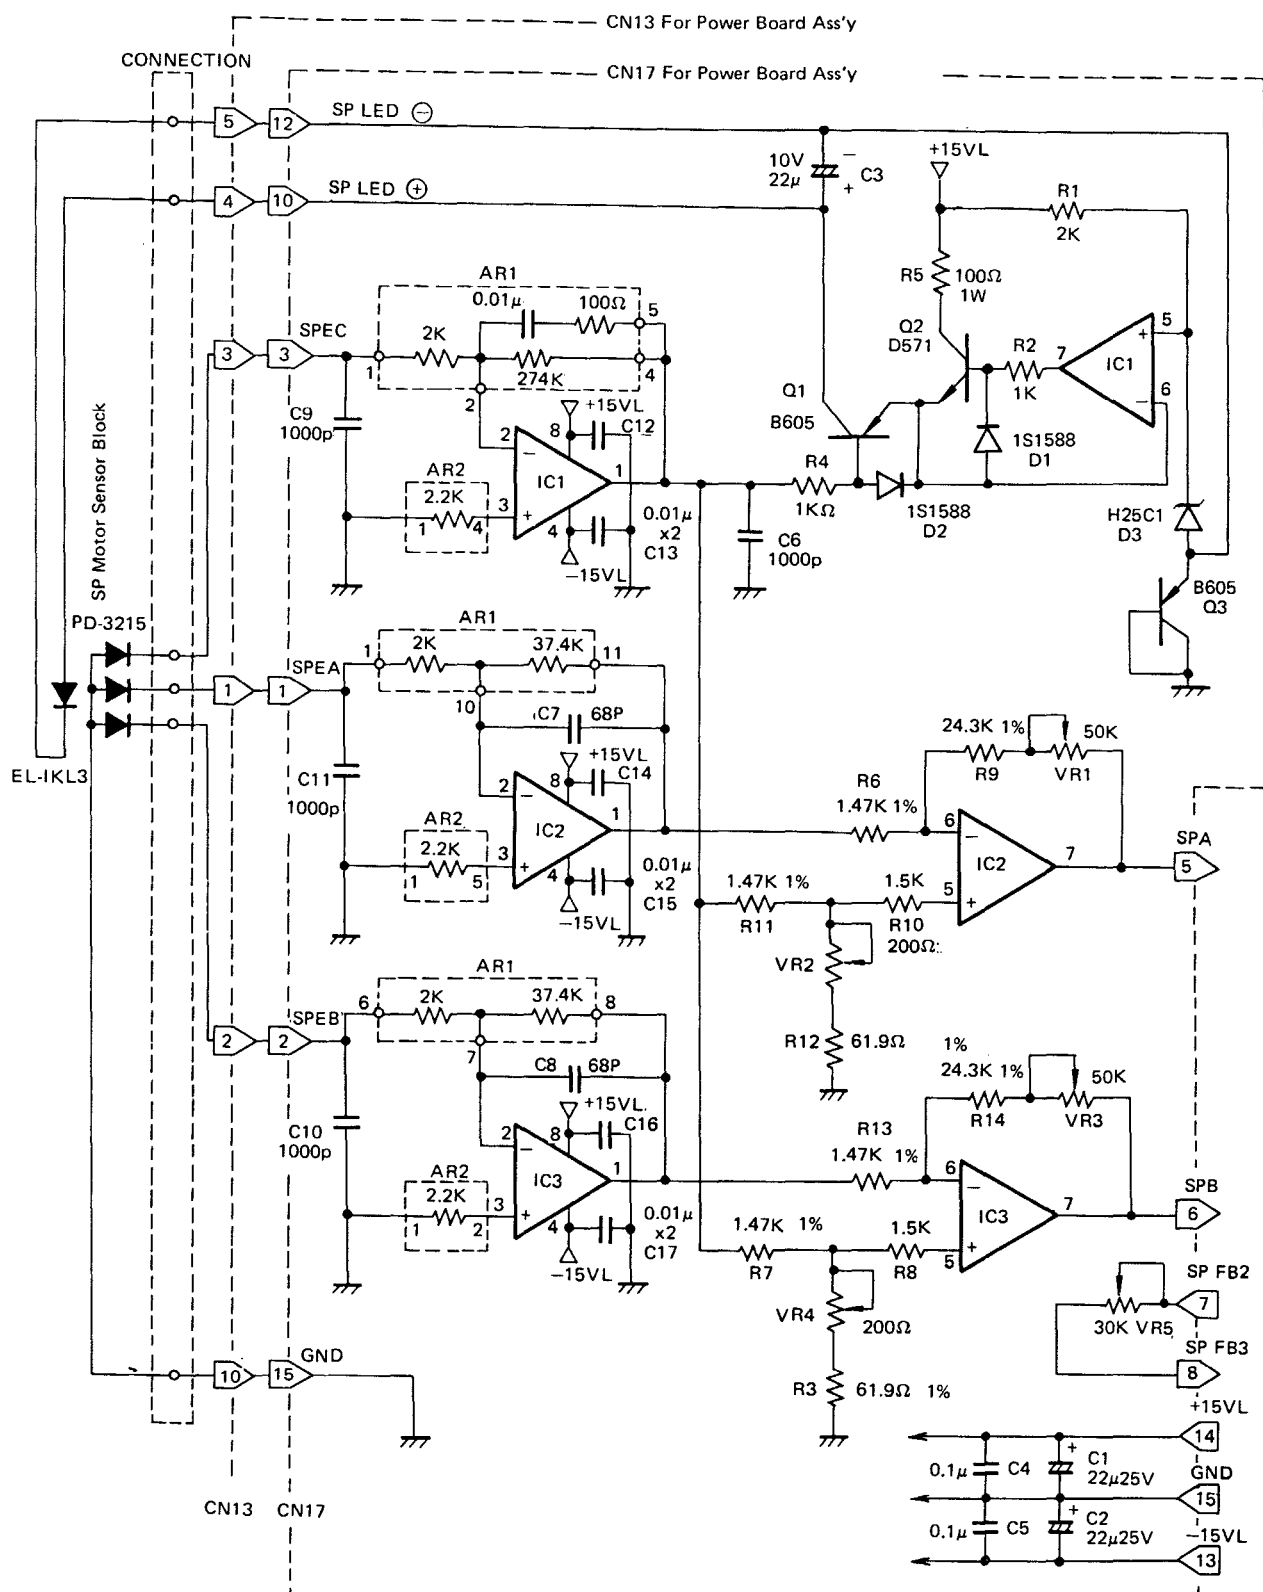 CN13 For Power Board Ass'y
CONNECTION
CN17 For Power Board Ass'y
5
12
SP LED ⊖
+15VL
10V
22μ
−
+
C3
R1
2K
4
10
SP LED ⊕
R5
100Ω
1W
AR1
0.01μ
100Ω
5
SPEC
3
3
1
2K
274K
4
2
Q2
D571
R2
1K
7
IC1
+
5
−
6
Q1
B605
C9
1000p
+15VL
8
C12
2
−
IC1
1
3
+
4
0.01μ
x2
C13
−15VL
AR2
2.2K
1
4
R4
1KΩ
1S1588
D1
1S1588
D2
C6
1000p
H25C1
D3
B605
Q3
SP Motor Sensor Block
PD-3215
EL-IKL3
SPEA
1
1
AR1
1
2K
37.4K
11
10
C7
68P
+15VL
8
C14
C11
1000p
2
−
IC2
1
3
+
4
AR2
2.2K
1
5
0.01μ
x2
C15
−15VL
24.3K 1%
R9
50K
VR1
R6
1.47K 1%
6
−
IC2
7
5
+
SPA
5
1.47K 1%
R11
1.5K
R10
200Ω
VR2
R12
61.9Ω
1%
SPEB
2
2
AR1
6
2K
37.4K
8
7
C8
68P
+15VL
8
C16
C10
1000p
2
−
IC3
1
3
+
4
AR2
2.2K
1
2
0.01μ
x2
C17
−15VL
24.3K 1%
R14
50K
VR3
R13
1.47K 1%
6
−
IC3
7
+
5
SPB
6
1.47K 1%
R7
1.5K
R8
VR4
200Ω
R3
61.9Ω 1%
SP FB2
7
30K VR5
SP FB3
8
GND
10
15
+15VL
14
0.1μ
C4
+
C1
22μ25V
GND
15
0.1μ
C5
+
C2
22μ25V
−15VL
13
CN13
CN17